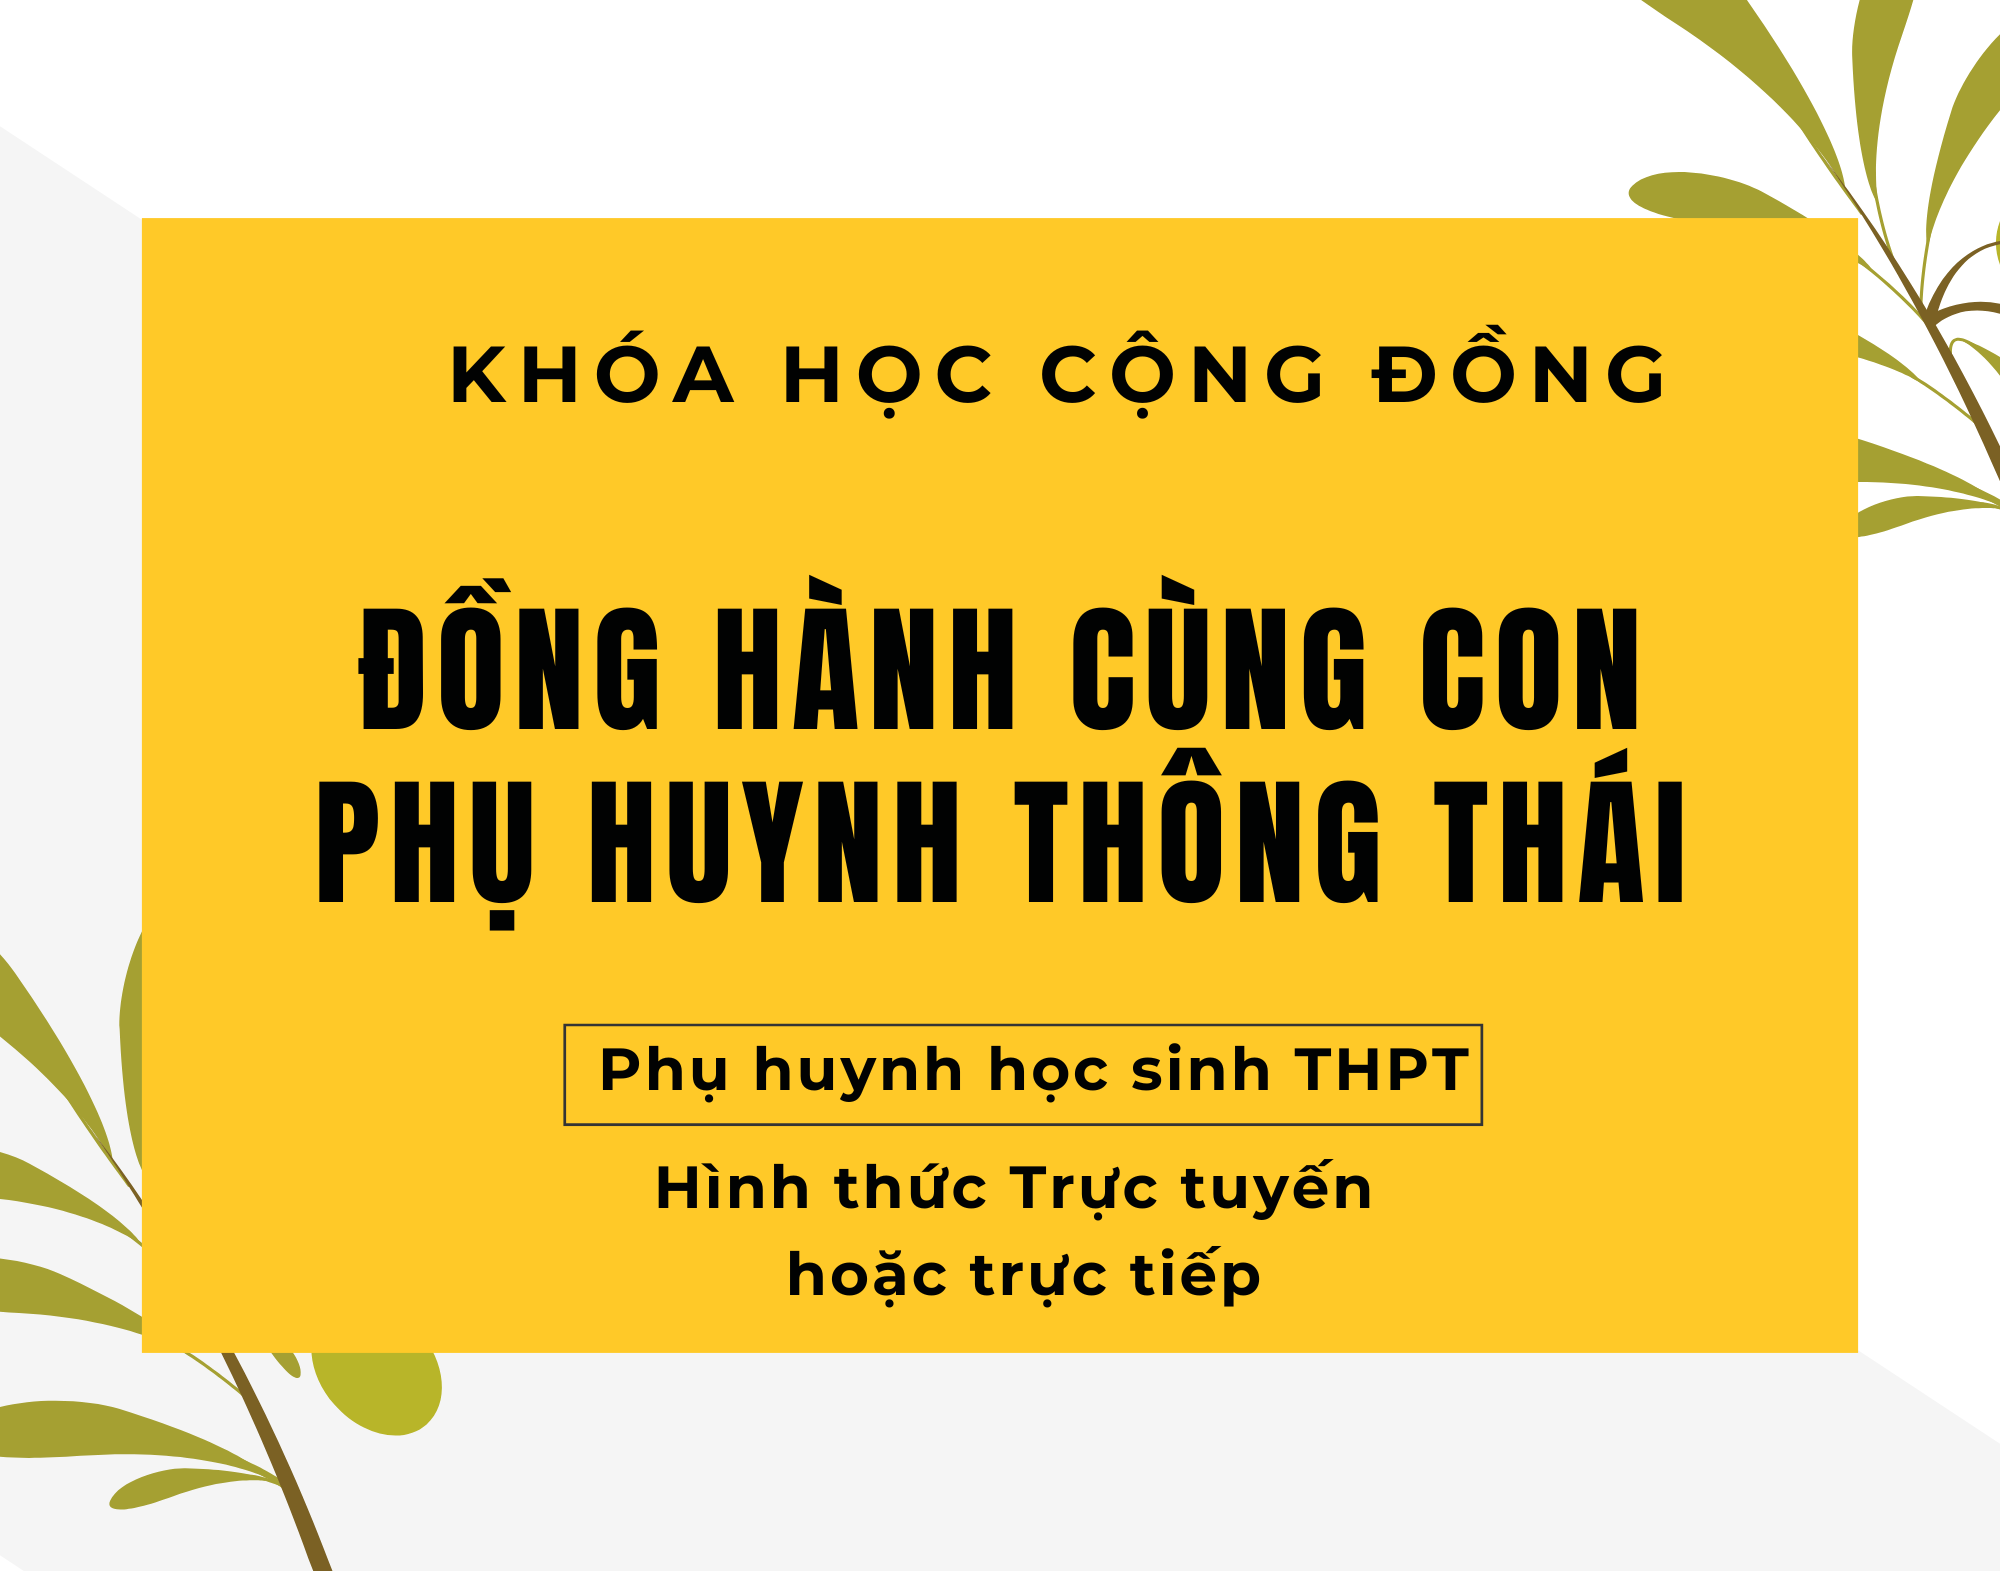 KHÓA HỌC CỘNG ĐỒNG
ĐỒNG HÀNH CÙNG CON
PHỤ HUYNH THÔNG THÁI
Phụ huynh học sinh THPT
Hình thức Trực tuyến
hoặc trực tiếp